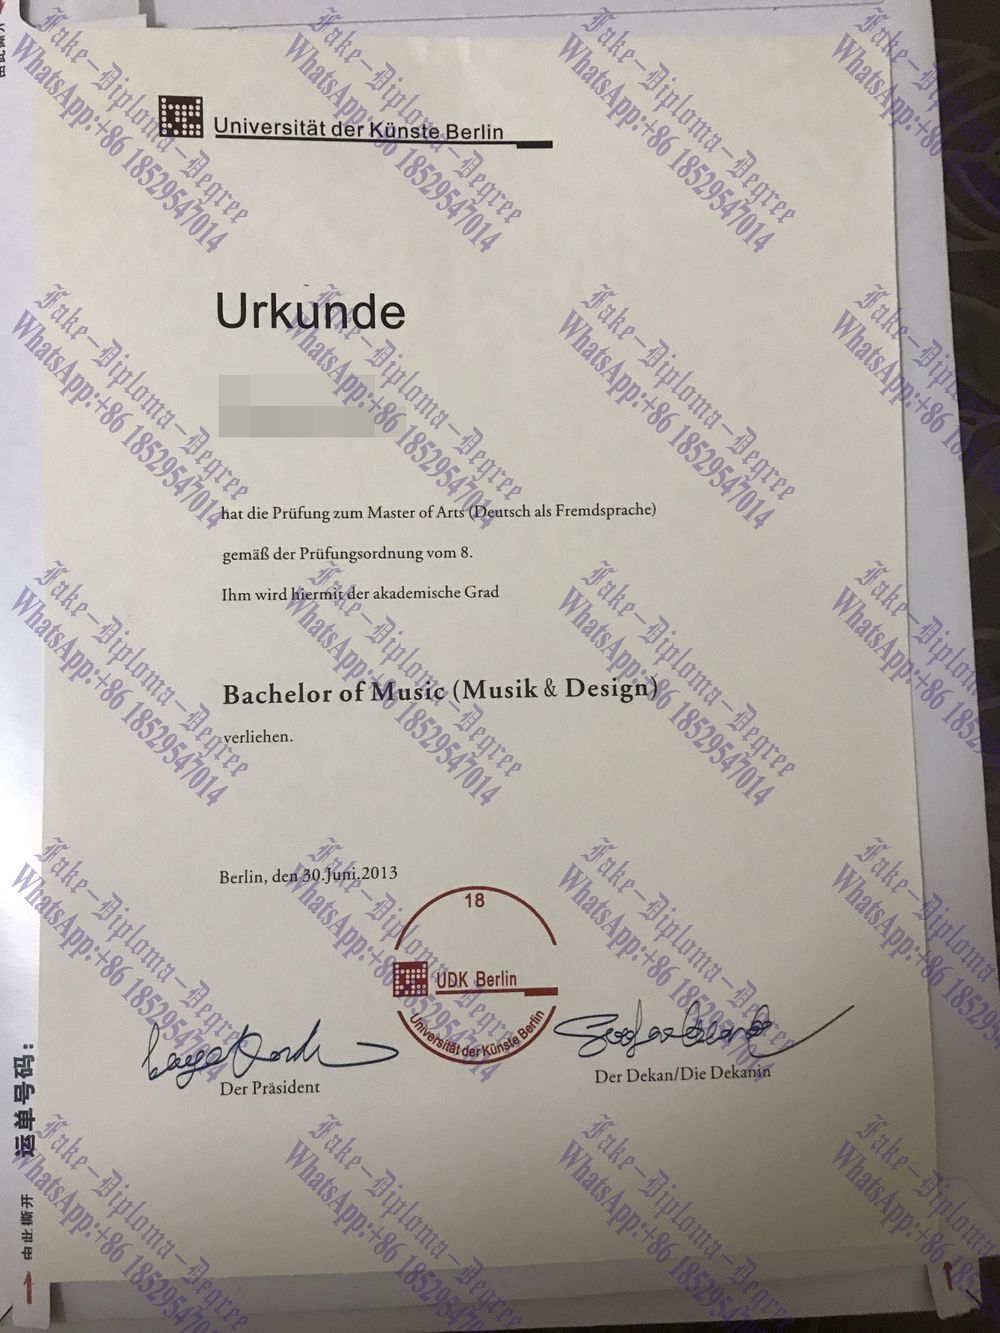 Universität der Künste Berlin
Urkunde
hat die Prüfung zum Master of Arts (Deutsch als Fremdsprache)
gemäß der Prüfungsordnung vom 8.
Ihm wird hiermit der akademische Grad
Bachelor of Music (Musik & Design)
verliehen.
Berlin, den 30.Juni.2013
18
UDK Berlin
Universität der Künste Berlin
Der Präsident
Der Dekan/Die Dekanin
运单号码:
由此撕开
Fake-Diploma-Degree
WhatsApp:+86 18529547014